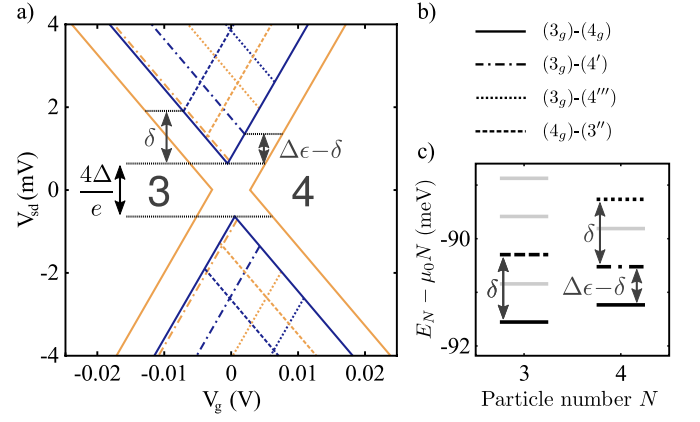 a)
4
2
0
-2
-4
V_sd (mV)
δ
Δϵ−δ
4Δ
e
3
4
-0.02
-0.01
0
0.01
0.02
V_g (V)
b)
(3_g)-(4_g)
(3_g)-(4')
(3_g)-(4''')
(4_g)-(3'')
c)
-90
-92
E_N − μ_0N (meV)
δ
δ
Δϵ−δ
3
4
Particle number N